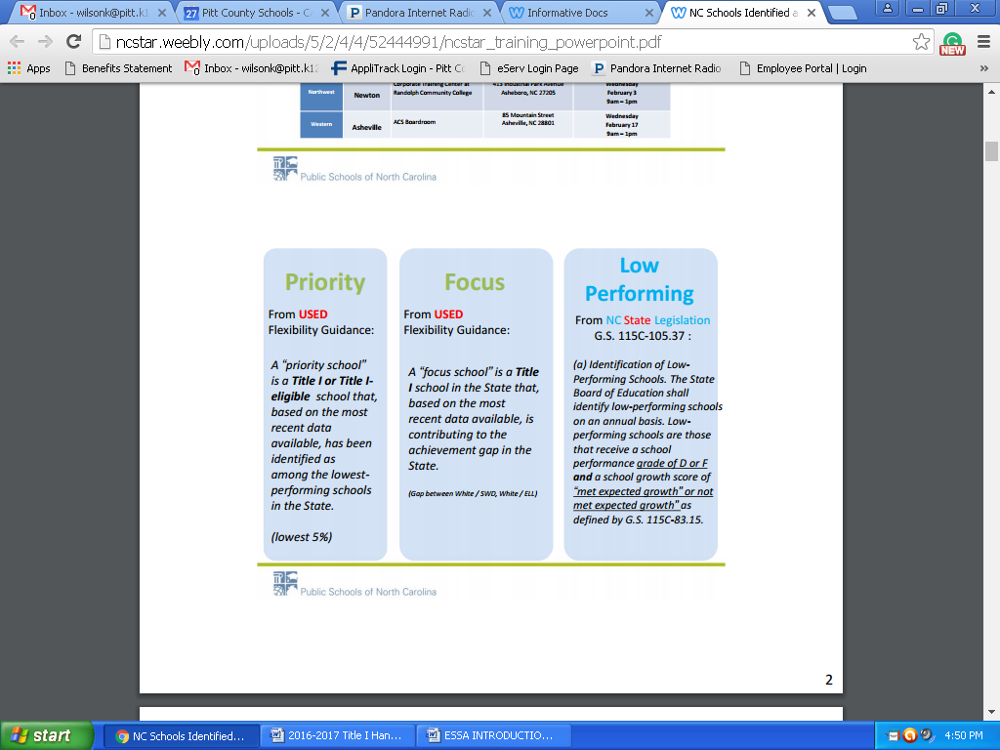 Inbox - wilsonk@pitt.k1
Pitt County Schools - C
Pandora Internet Radio
Informative Docs
NC Schools Identified a
ncstar.weebly.com/uploads/5/2/4/4/52444991/ncstar_training_powerpoint.pdf
NEW
Apps
Benefits Statement
Inbox - wilsonk@pitt.k12
AppliTrack Login - Pitt Co
eServ Login Page
Pandora Internet Radio
Employee Portal | Login
Northwest
Newton
Corporate Training Center at
Randolph Community College
413 Industrial Park Avenue
Asheboro, NC 27205
Wednesday
February 3
9am – 1pm
Western
Asheville
ACS Boardroom
85 Mountain Street
Asheville, NC 28801
Wednesday
February 17
9am – 1pm
Public Schools of North Carolina
Priority
From USED
Flexibility Guidance:
A “priority school”
is a Title I or Title I-
eligible school that,
based on the most
recent data
available, has been
identified as
among the lowest-
performing schools
in the State.
(lowest 5%)
Focus
From USED
Flexibility Guidance:
A “focus school” is a Title
I school in the State that,
based on the most
recent data available, is
contributing to the
achievement gap in the
State.
(Gap between White / SWD, White / ELL)
Low
Performing
From NC State Legislation
G.S. 115C-105.37 :
(a) Identification of Low-
Performing Schools. The State
Board of Education shall
identify low-performing schools
on an annual basis. Low-
performing schools are those
that receive a school
performance grade of D or F
and a school growth score of
“met expected growth” or not
met expected growth” as
defined by G.S. 115C-83.15.
Public Schools of North Carolina
2
start
NC Schools Identified...
2016-2017 Title I Han...
ESSA INTRODUCTIO...
4:50 PM